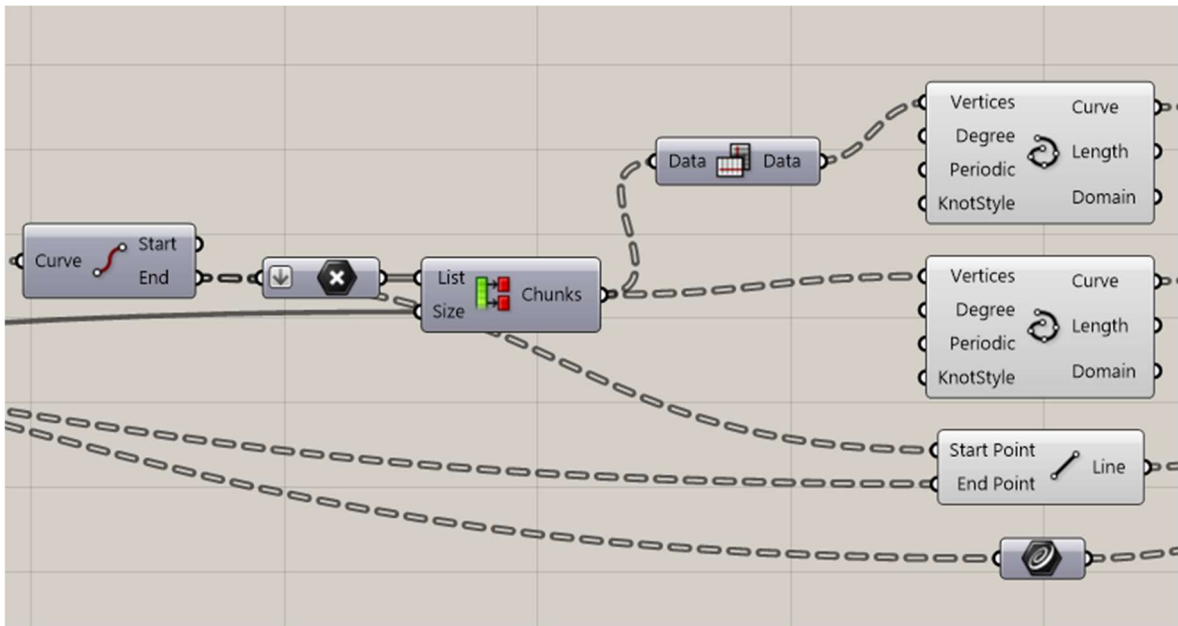 Curve
Start
End
List
Size
Chunks
Data Data
Vertices
Degree
Periodic
KnotStyle
Curve
Length
Domain
Vertices
Degree
Periodic
KnotStyle
Curve
Length
Domain
Start Point
End Point
Line